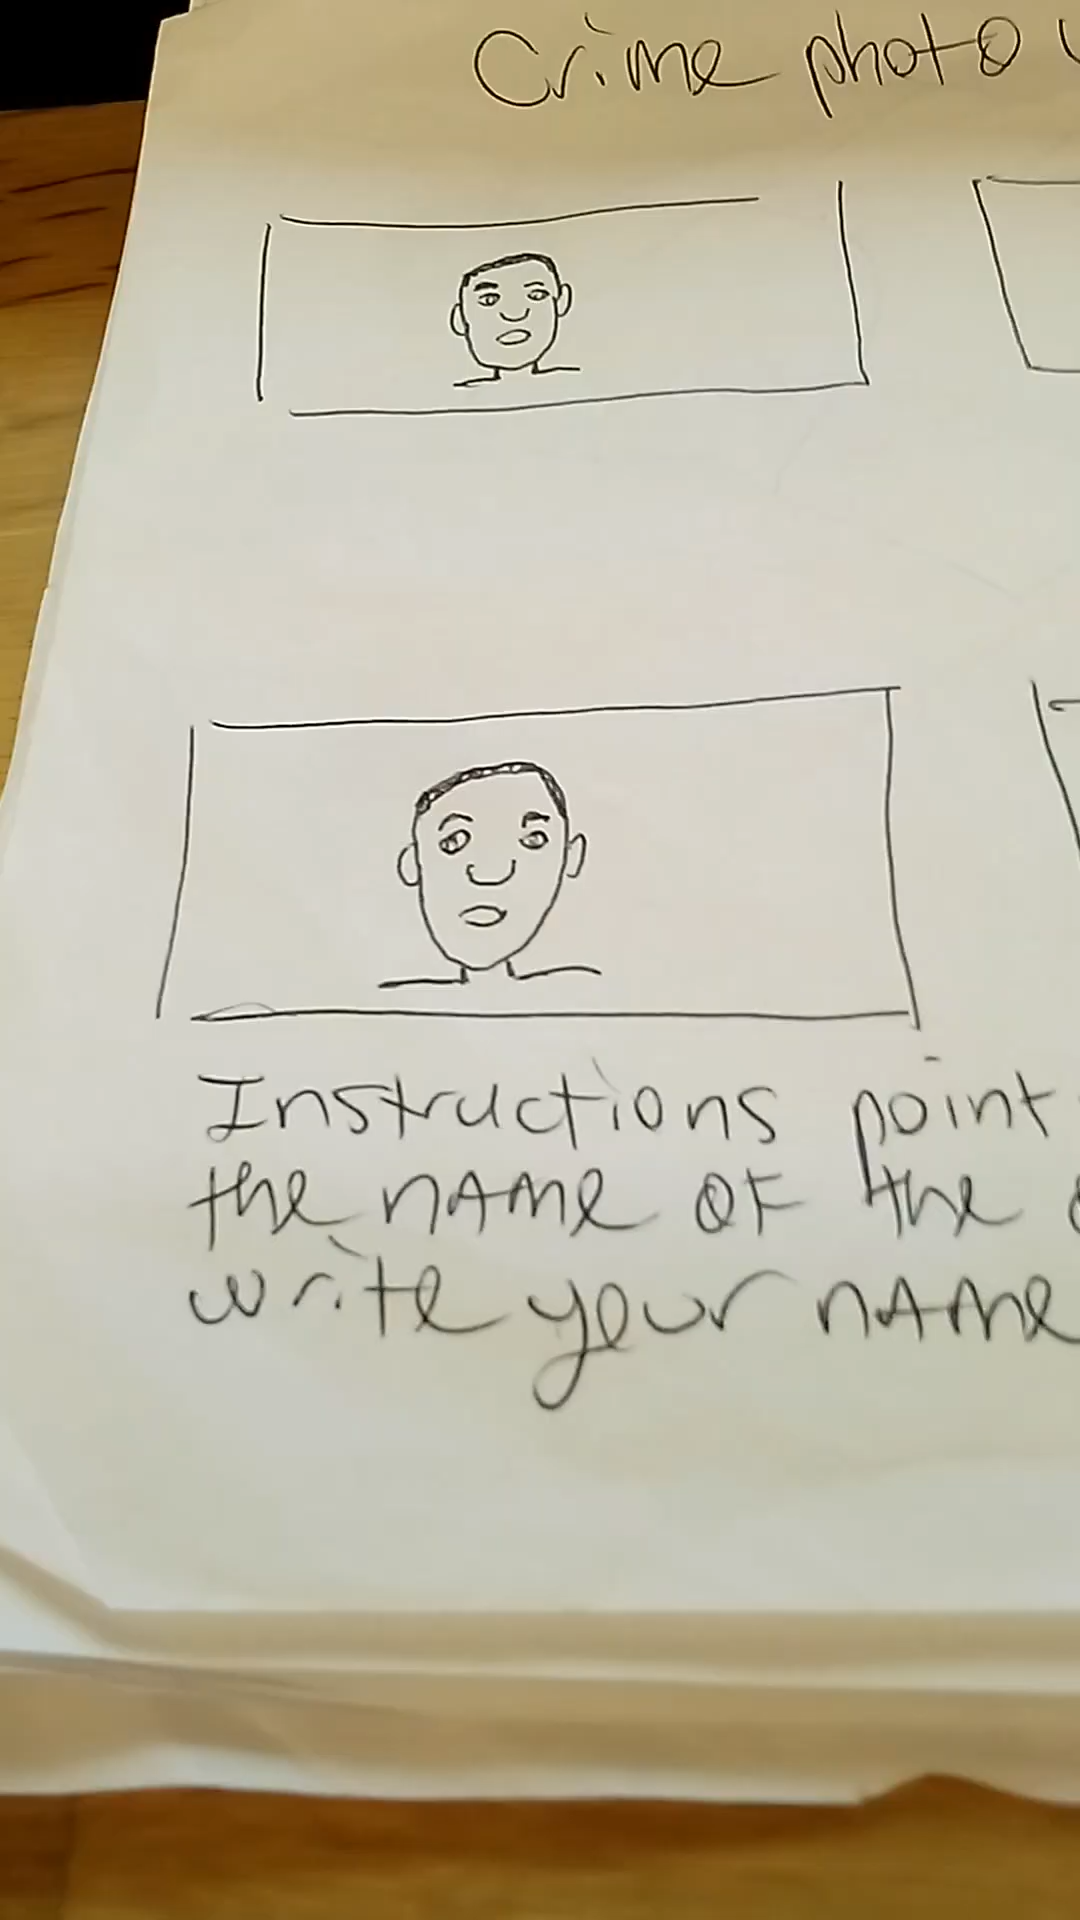 Crime photo
Instructions point
the name of the
write your name